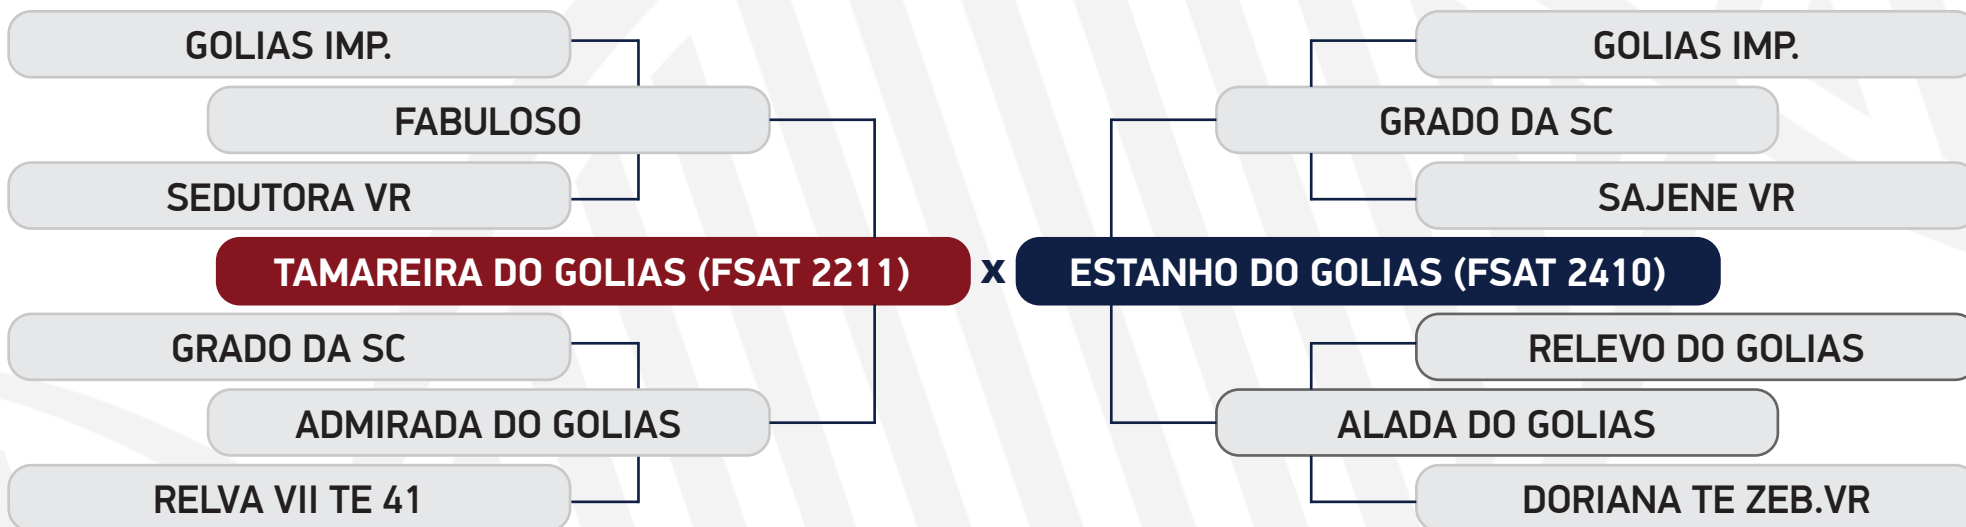 GOLIAS IMP.
FABULOSO
SEDUTORA VR
TAMAREIRA DO GOLIAS (FSAT 2211)
GRADO DA SC
ADMIRADA DO GOLIAS
RELVA VII TE 41
x
GOLIAS IMP.
GRADO DA SC
SAJENE VR
ESTANHO DO GOLIAS (FSAT 2410)
RELEVO DO GOLIAS
ALADA DO GOLIAS
DORIANA TE ZEB.VR